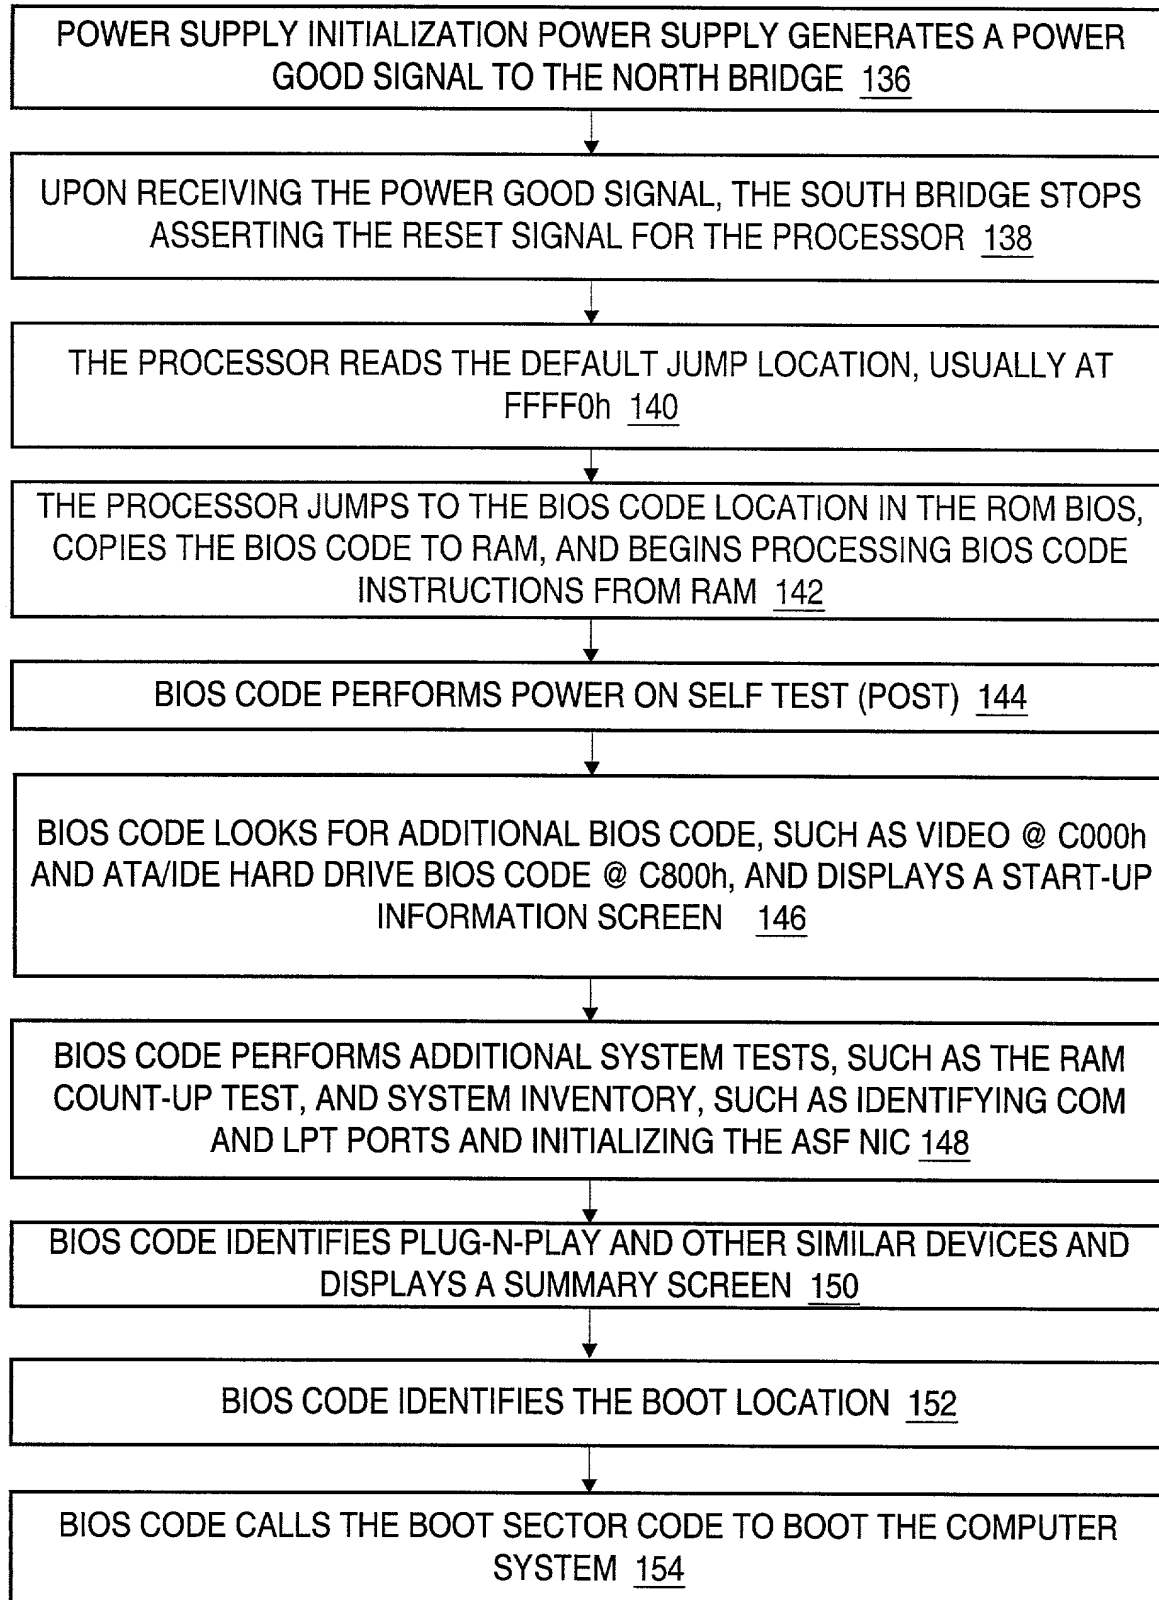 POWER SUPPLY INITIALIZATION POWER SUPPLY GENERATES A POWER
GOOD SIGNAL TO THE NORTH BRIDGE 136
UPON RECEIVING THE POWER GOOD SIGNAL, THE SOUTH BRIDGE STOPS
ASSERTING THE RESET SIGNAL FOR THE PROCESSOR 138
THE PROCESSOR READS THE DEFAULT JUMP LOCATION, USUALLY AT
FFFF0h 140
THE PROCESSOR JUMPS TO THE BIOS CODE LOCATION IN THE ROM BIOS,
COPIES THE BIOS CODE TO RAM, AND BEGINS PROCESSING BIOS CODE
INSTRUCTIONS FROM RAM 142
BIOS CODE PERFORMS POWER ON SELF TEST (POST) 144
BIOS CODE LOOKS FOR ADDITIONAL BIOS CODE, SUCH AS VIDEO @ C000h
AND ATA/IDE HARD DRIVE BIOS CODE @ C800h, AND DISPLAYS A START-UP
INFORMATION SCREEN 146
BIOS CODE PERFORMS ADDITIONAL SYSTEM TESTS, SUCH AS THE RAM
COUNT-UP TEST, AND SYSTEM INVENTORY, SUCH AS IDENTIFYING COM
AND LPT PORTS AND INITIALIZING THE ASF NIC 148
BIOS CODE IDENTIFIES PLUG-N-PLAY AND OTHER SIMILAR DEVICES AND
DISPLAYS A SUMMARY SCREEN 150
BIOS CODE IDENTIFIES THE BOOT LOCATION 152
BIOS CODE CALLS THE BOOT SECTOR CODE TO BOOT THE COMPUTER
SYSTEM 154